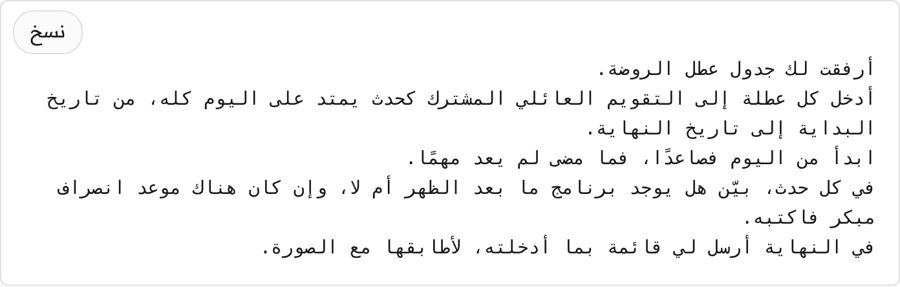 نسخ
أرفقت لك جدول عطل الروضة.
أدخل كل عطلة إلى التقويم العائلي المشترك كحدث يمتد على اليوم كله، من تاريخ
البداية إلى تاريخ النهاية.
ابدأ من اليوم فصاعدًا، فما مضى لم يعد مهمًا.
في كل حدث، بيّن هل يوجد برنامج ما بعد الظهر أم لا، وإن كان هناك موعد انصراف
مبكر فاكتبه.
في النهاية أرسل لي قائمة بما أدخلته، لأطابقها مع الصورة.